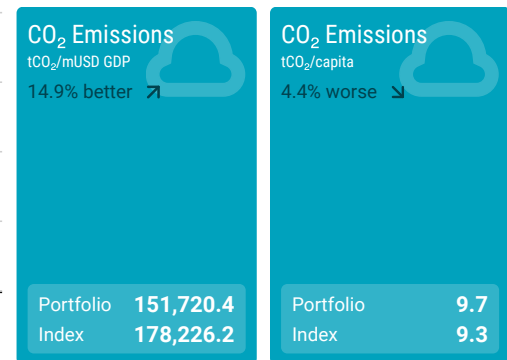 CO₂ Emissions
tCO₂/mUSD GDP
14.9% better
Portfolio 151,720.4
Index 178,226.2
CO₂ Emissions
tCO₂/capita
4.4% worse
Portfolio 9.7
Index 9.3